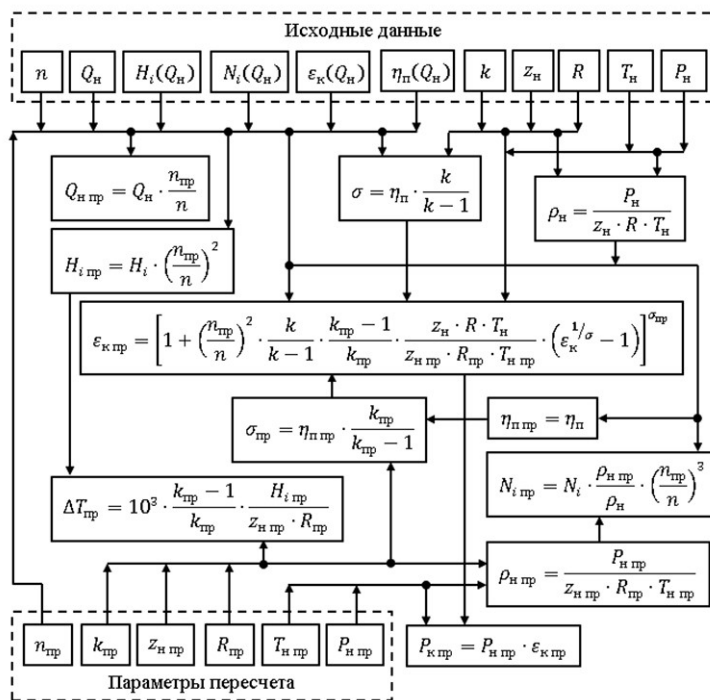 Исходные данные
n Qн Hᵢ(Qн) Nᵢ(Qн) εк(Qн) ηп(Qн) k zн R Tн Pн
Qн пр = Qн · nпр/n
σ = ηп · k/(k − 1)
ρн = Pн/(zн · R · Tн)
Hᵢ пр = Hᵢ · (nпр/n)²
εк пр = [1 + (nпр/n)² · k/(k − 1) · (kпр − 1)/kпр · (zн · R · Tн)/(zн пр · Rпр · Tн пр) · (εк^(1/σ) − 1)]^σпр
σпр = ηп пр · kпр/(kпр − 1)
ηп пр = ηп
Nᵢ пр = Nᵢ · ρн пр/ρн · (nпр/n)³
ΔTпр = 10³ · (kпр − 1)/kпр · Hᵢ пр/(zн пр · Rпр)
ρн пр = Pн пр/(zн пр · Rпр · Tн пр)
nпр kпр zн пр Rпр Tн пр Pн пр
Pк пр = Pн пр · εк пр
Параметры пересчета